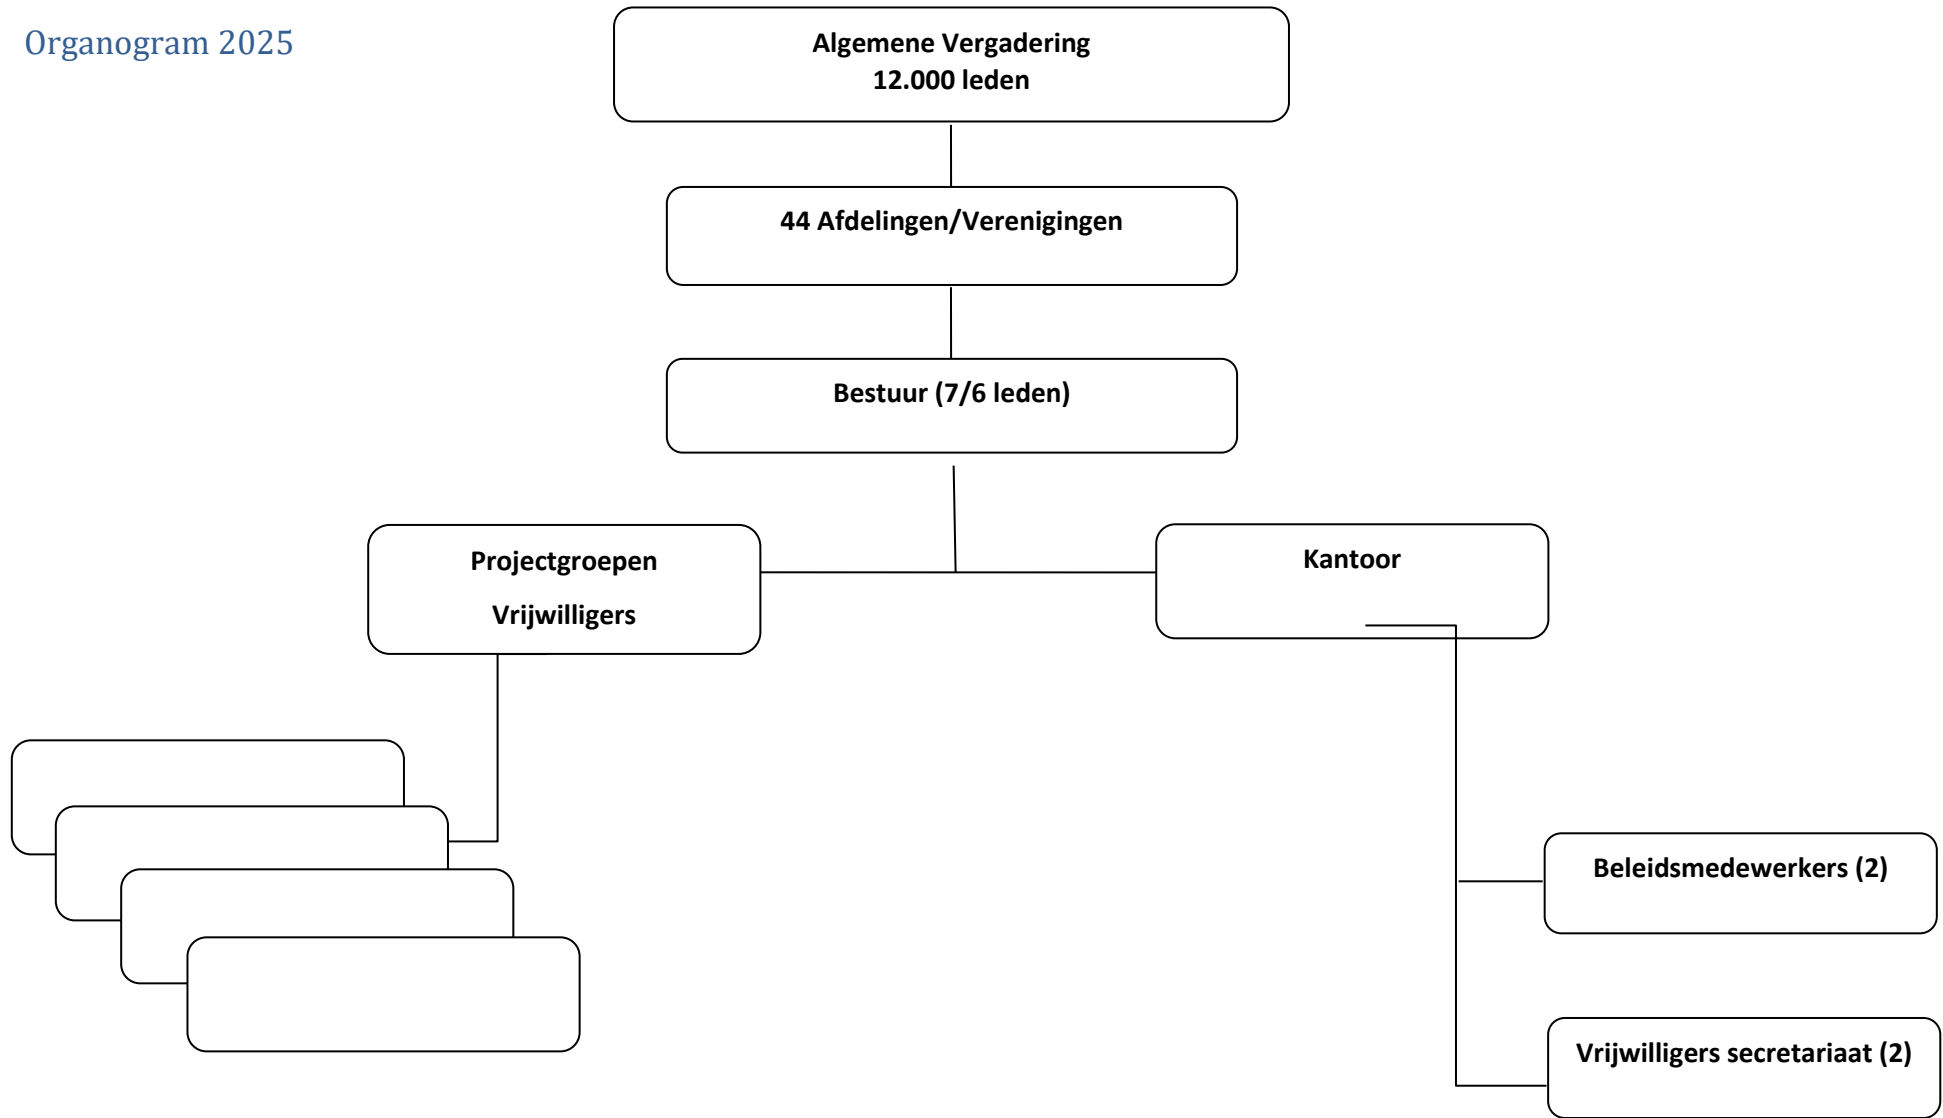 Organogram 2025
Algemene Vergadering
12.000 leden
44 Afdelingen/Verenigingen
Bestuur (7/6 leden)
Projectgroepen
Vrijwilligers
Kantoor
Beleidsmedewerkers (2)
Vrijwilligers secretariaat (2)